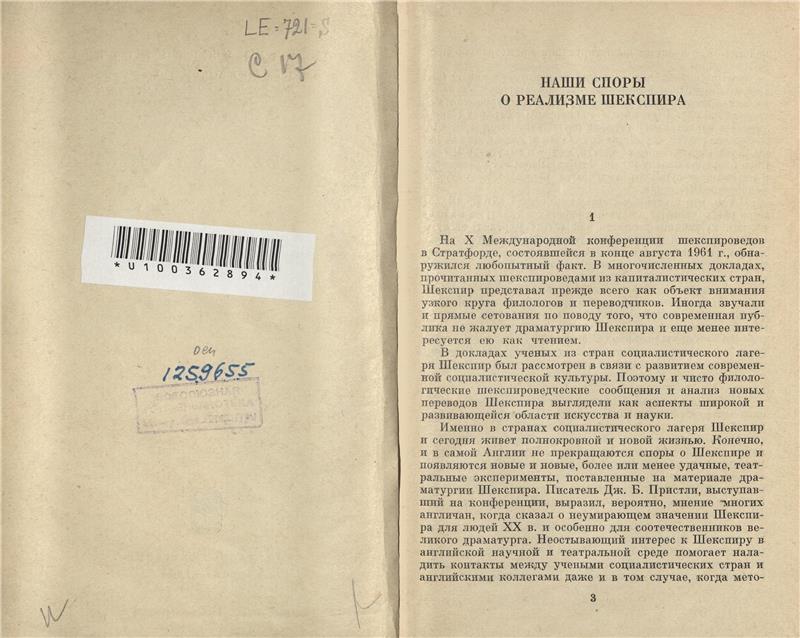 LE-721-S
С 17
*U100362894*
1259655
НАШИ СПОРЫ
О РЕАЛИЗМЕ ШЕКСПИРА
1
На X Международной конференции шекспироведов
в Стратфорде, состоявшейся в конце августа 1961 г., обна-
ружился любопытный факт. В многочисленных докладах,
прочитанных шекспироведами из капиталистических стран,
Шекспир представал прежде всего как объект внимания
узкого круга филологов и переводчиков. Иногда звучали
и прямые сетования по поводу того, что современная пуб-
лика не жалует драматургию Шекспира и еще менее инте-
ресуется ею как чтением.
В докладах ученых из стран социалистического лаге-
ря Шекспир был рассмотрен в связи с развитием современ-
ной социалистической культуры. Поэтому и чисто филоло-
гические шекспироведческие сообщения и анализ новых
переводов Шекспира выглядели как аспекты широкой и
развивающейся области искусства и науки.
Именно в странах социалистического лагеря Шекспир
и сегодня живет полнокровной и новой жизнью. Конечно,
и в самой Англии не прекращаются споры о Шекспире и
появляются новые и новые, более или менее удачные, теат-
ральные эксперименты, поставленные на материале дра-
матургии Шекспира. Писатель Дж. Б. Пристли, выступав-
ший на конференции, выразил, вероятно, мнение многих
англичан, когда сказал о неумирающем значении Шекспи-
ра для людей XX в. и особенно для соотечественников ве-
ликого драматурга. Неостывающий интерес к Шекспиру в
английской научной и театральной среде помогает нала-
дить контакты между учеными социалистических стран и
английскими коллегами даже и в том случае, когда мето-
3